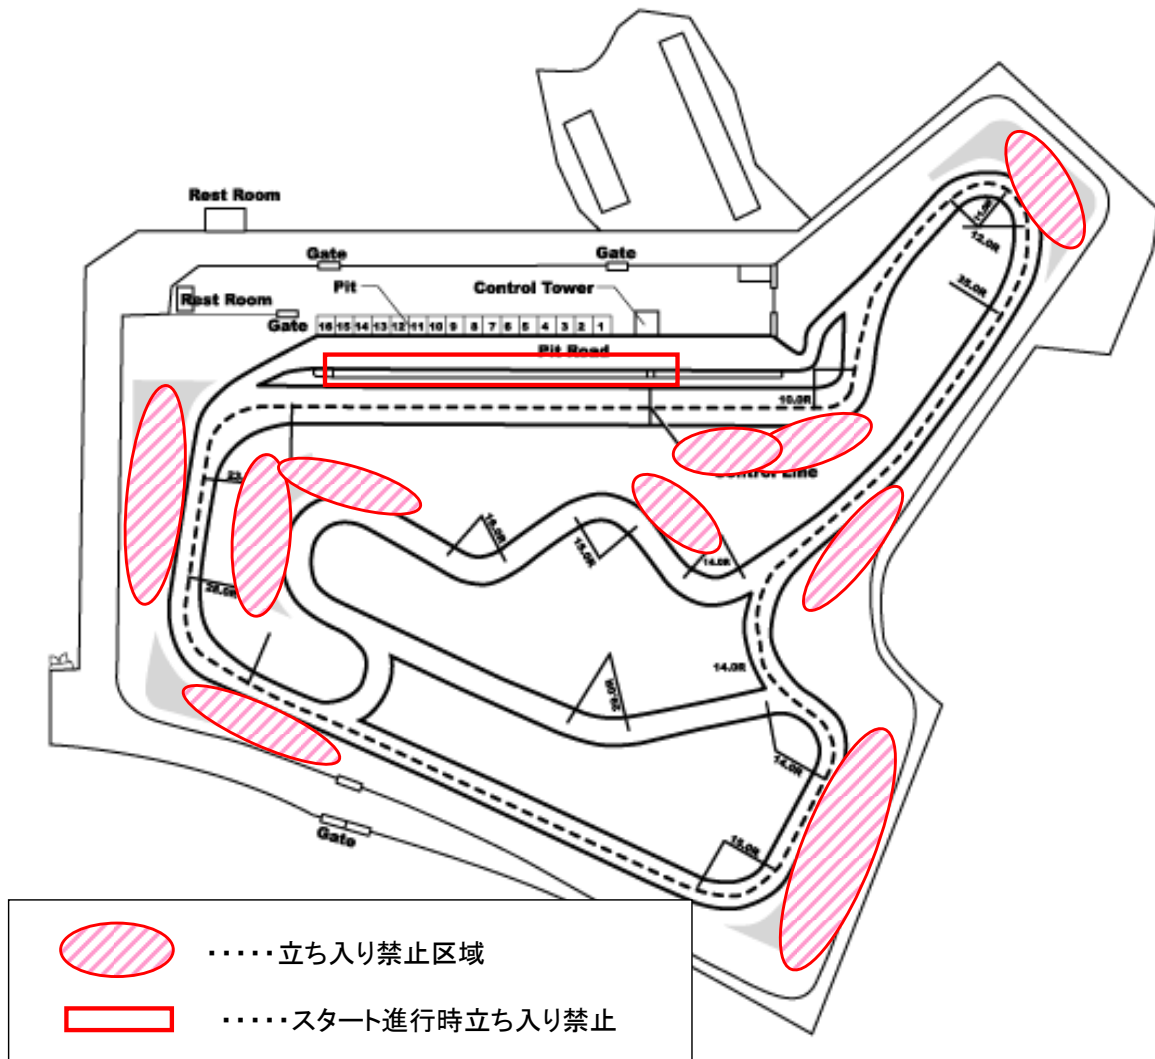 Rest Room
Gate
Gate
Pit
Control Tower
Rest Room
Gate
16 15 14 13 12 11 10 9 8 7 6 5 4 3 2 1
Pit Road
12.0R
25.0R
10.0R
Control Line
15.0R
14.0R
14.0R
29.0R
14.0R
15.0R
Gate
・・・・・立ち入り禁止区域
・・・・・スタート進行時立ち入り禁止